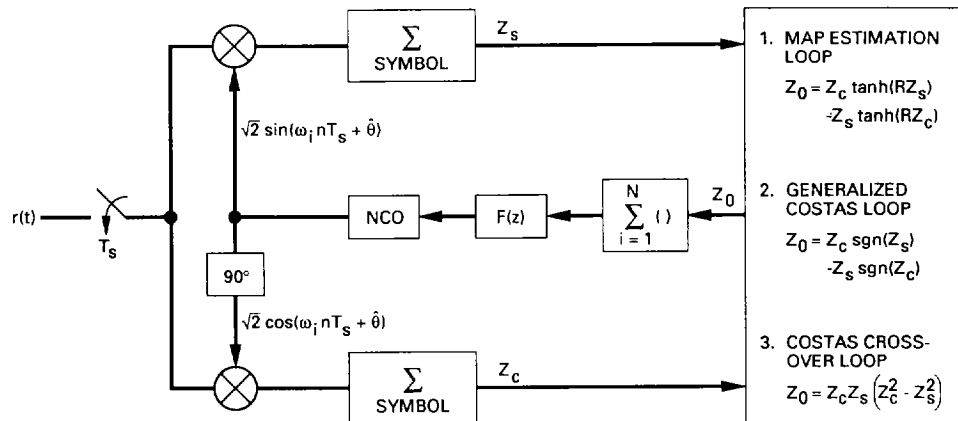 Σ
SYMBOL
Z_S
√2 sin(ω_i nT_s + θ̂)
r(t)
T_s
90°
NCO
F(z)
N
∑ ( )
i = 1
Z_0
√2 cos(ω_i nT_s + θ̂)
Σ
SYMBOL
Z_C
1. MAP ESTIMATION
LOOP
Z_0 = Z_c tanh(RZ_s)
-Z_s tanh(RZ_c)
2. GENERALIZED
COSTAS LOOP
Z_0 = Z_c sgn(Z_s)
-Z_s sgn(Z_c)
3. COSTAS CROSS-
OVER LOOP
Z_0 = Z_c Z_s (Z_c^2 - Z_s^2)